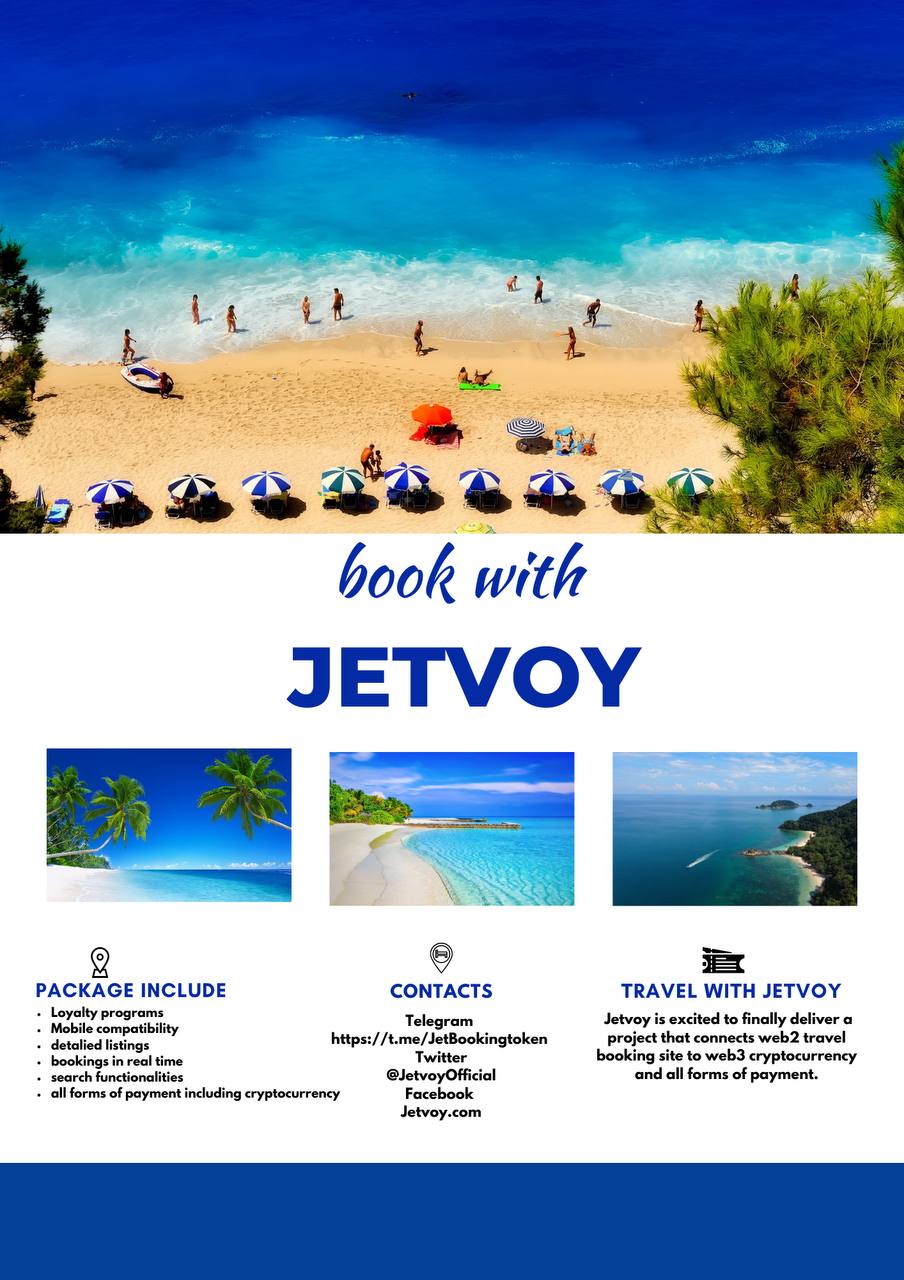 book with
JETVOY
PACKAGE INCLUDE
Loyalty programs
Mobile compatibility
detalied listings
bookings in real time
search functionalities
all forms of payment including cryptocurrency
CONTACTS
Telegram
https://t.me/JetBookingtoken
Twitter
@JetvoyOfficial
Facebook
Jetvoy.com
TRAVEL WITH JETVOY
Jetvoy is excited to finally deliver a
project that connects web2 travel
booking site to web3 cryptocurrency
and all forms of payment.